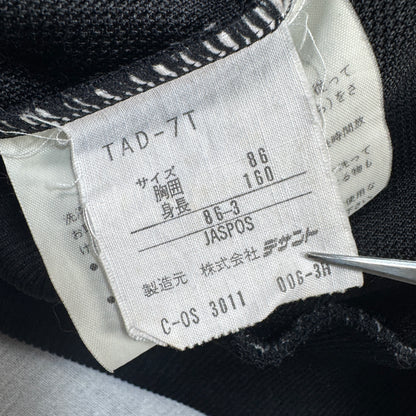 TAD-7T
サイズ
胸囲 86
身長 160
86-3
JASPOS
製造元 株式会社 デサント
C-OS 3011 006-3H